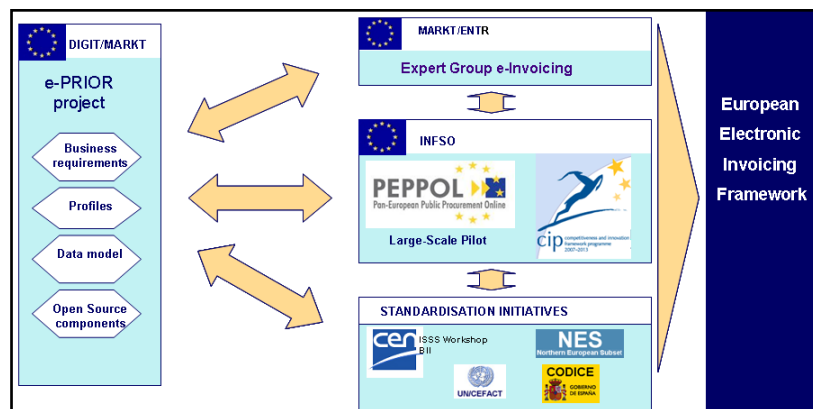 DIGIT/MARKT
e-PRIOR
project
Business
requirements
Profiles
Data model
Open Source
components
MARKT/ENTR
Expert Group e-Invoicing
INFSO
PEPPOL
Pan-European Public Procurement Online
Large-Scale Pilot
cip competitiveness and innovation
framework programme
2007-2013
STANDARDISATION INITIATIVES
cen
ISSS Workshop
BII
NES
Northern European Subset
UN/CEFACT
CODICE
GOBIERNO
DE ESPAÑA
European
Electronic
Invoicing
Framework